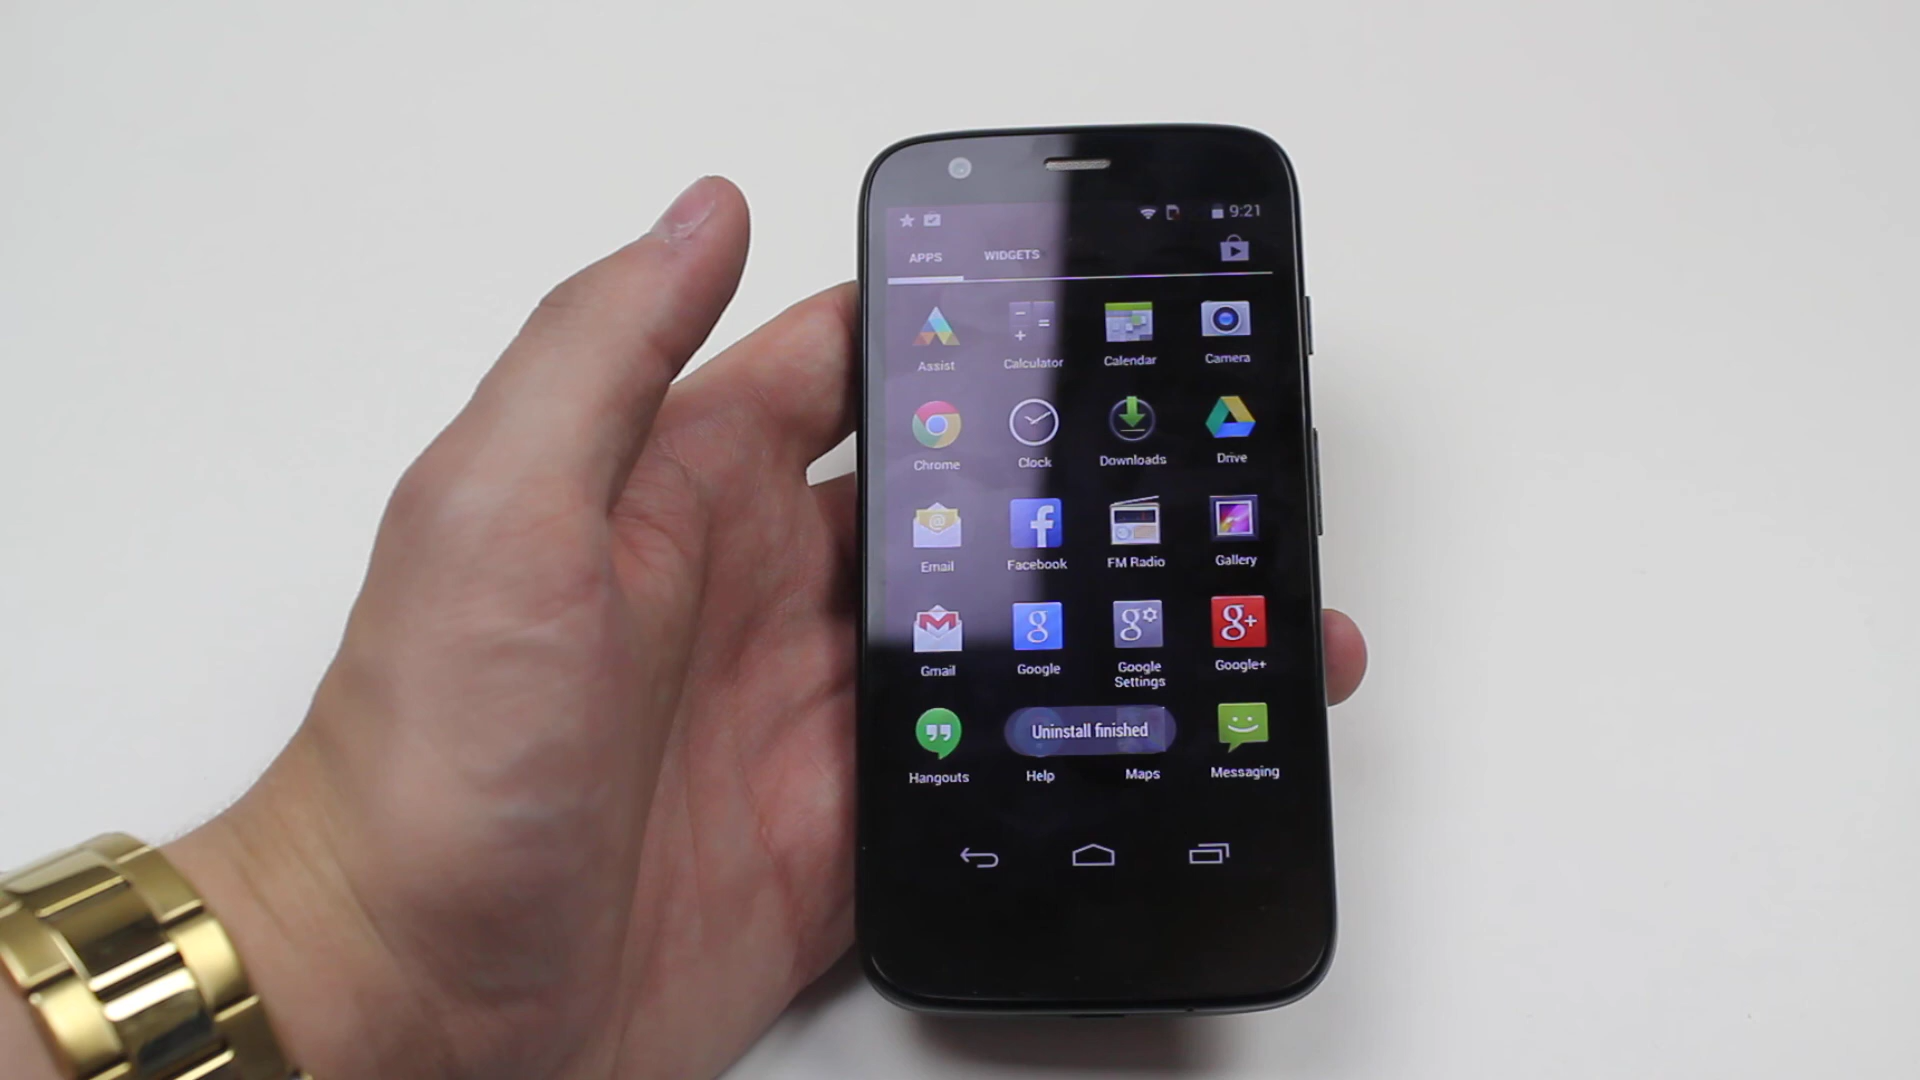 9:21
APPS WIDGETS
Assist Calculator Calendar Camera
Chrome Clock Downloads Drive
Email Facebook FM Radio Gallery
Gmail Google Google Settings Google+
Uninstall finished
Hangouts Help Maps Messaging